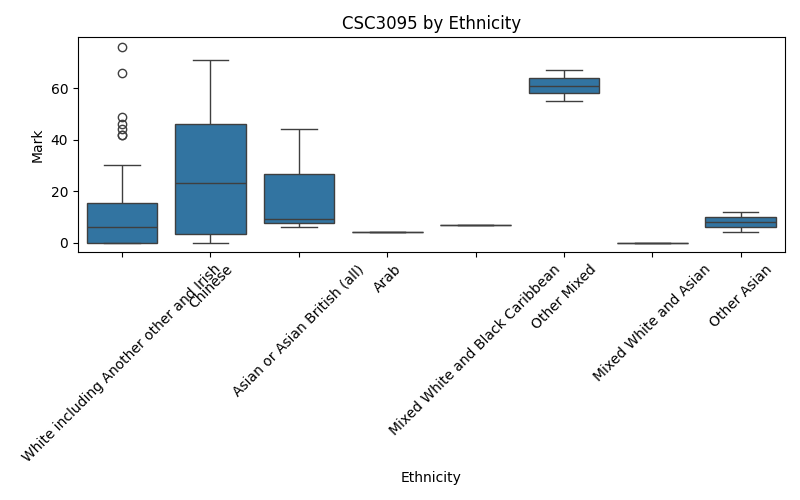 CSC3095 by Ethnicity
Mark
60
40
20
0
White including Another other and Irish
Chinese
Asian or Asian British (all)
Arab
Mixed White and Black Caribbean
Other Mixed
Mixed White and Asian
Other Asian
Ethnicity